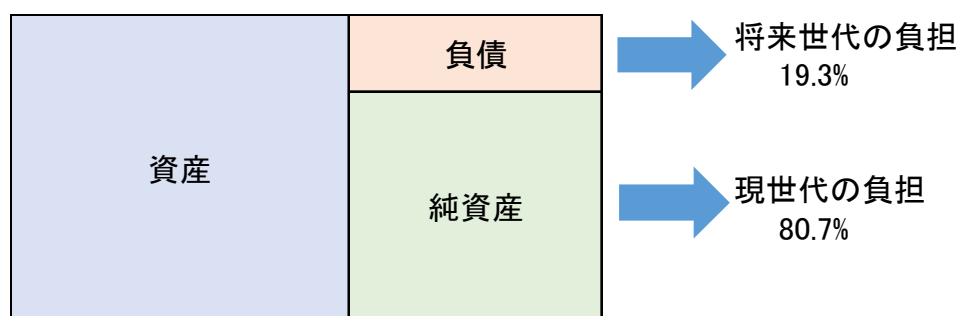 資産
負債
純資産
将来世代の負担
19.3%
現世代の負担
80.7%